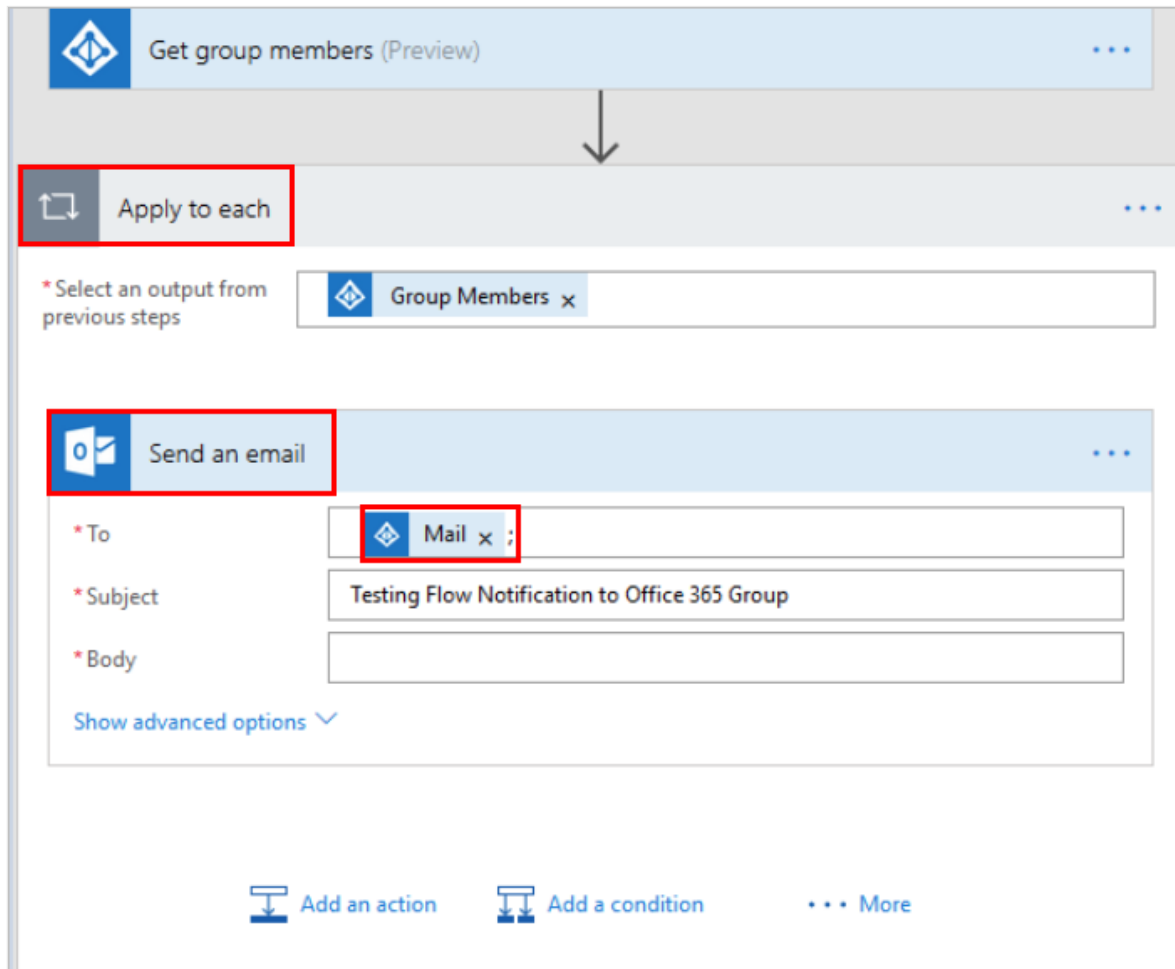 Get group members (Preview)
Apply to each
* Select an output from
previous steps
Group Members ×
Send an email
* To
Mail × ;
* Subject
Testing Flow Notification to Office 365 Group
* Body
Show advanced options
Add an action
Add a condition
More